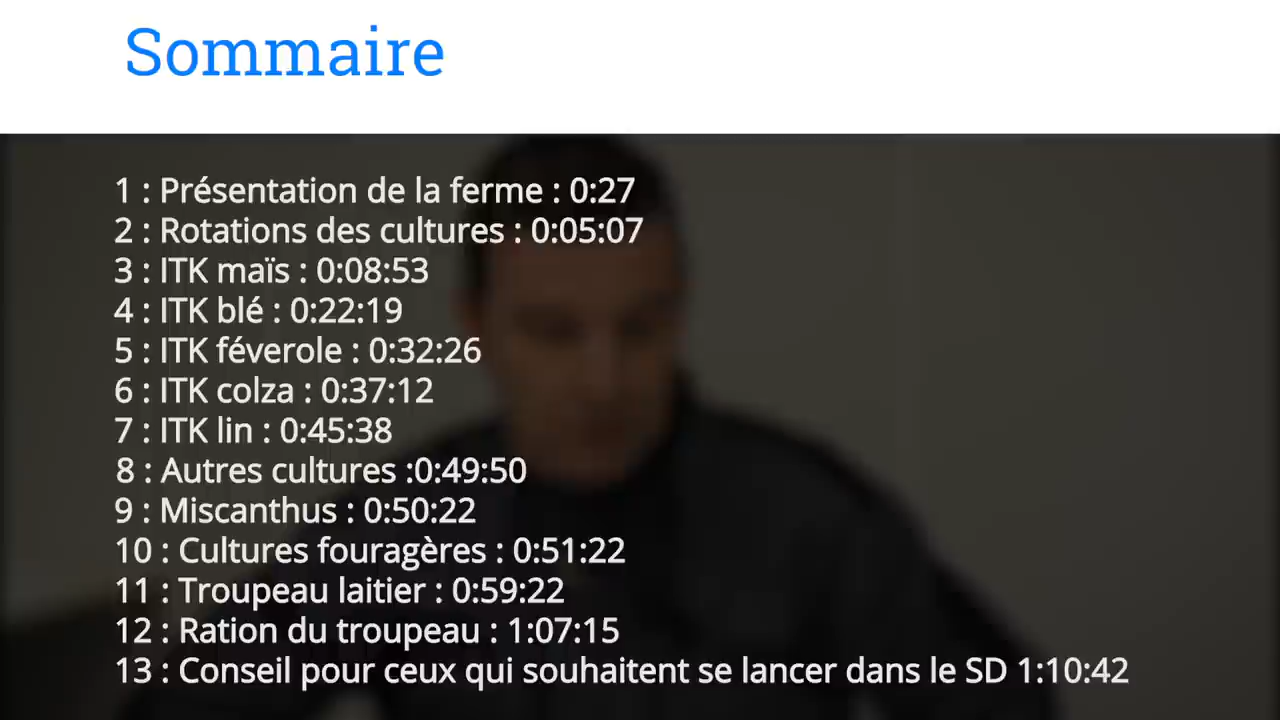 Sommaire
1 : Présentation de la ferme : 0:27
2 : Rotations des cultures : 0:05:07
3 : ITK maïs : 0:08:53
4 : ITK blé : 0:22:19
5 : ITK féverole : 0:32:26
6 : ITK colza : 0:37:12
7 : ITK lin : 0:45:38
8 : Autres cultures :0:49:50
9 : Miscanthus : 0:50:22
10 : Cultures fouragères : 0:51:22
11 : Troupeau laitier : 0:59:22
12 : Ration du troupeau : 1:07:15
13 : Conseil pour ceux qui souhaitent se lancer dans le SD 1:10:42